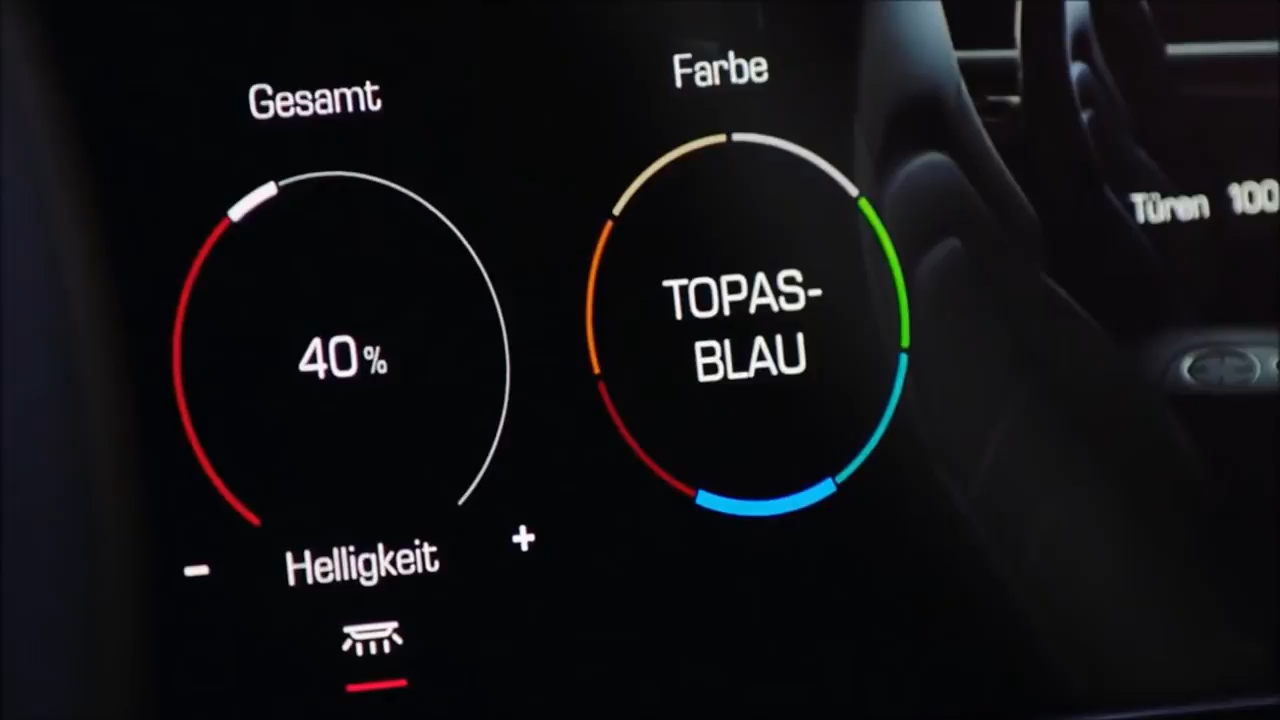 Gesamt
40%
- Helligkeit +
Farbe
TOPAS-
BLAU
Türen 100